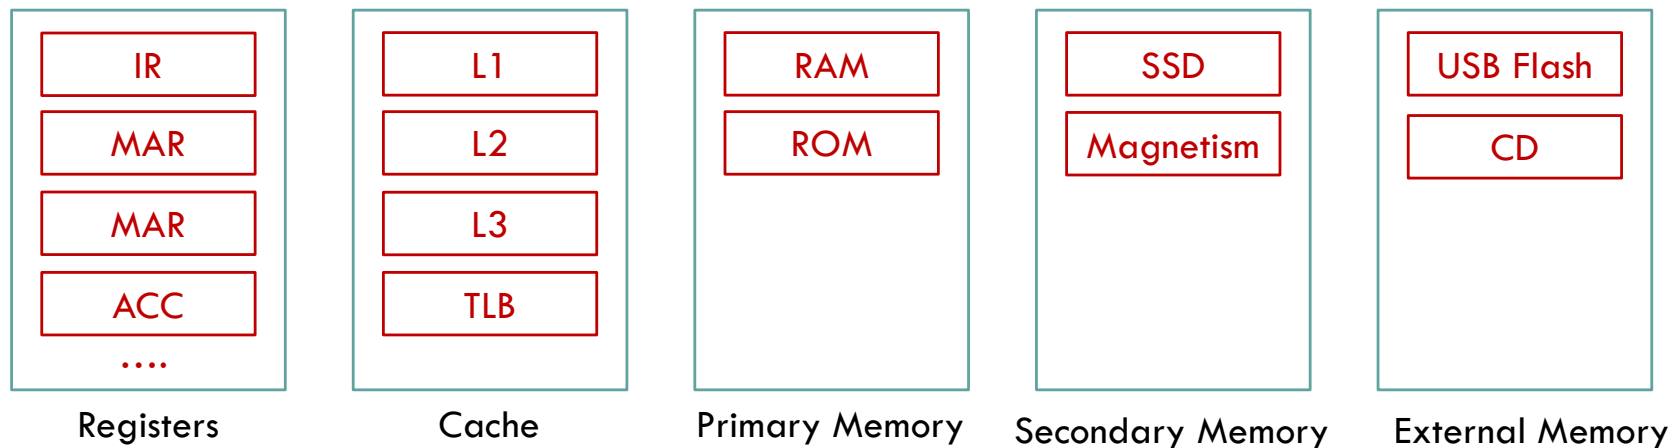 IR
MAR
MAR
ACC
....
Registers
L1
L2
L3
TLB
Cache
RAM
ROM
Primary Memory
SSD
Magnetism
Secondary Memory
USB Flash
CD
External Memory